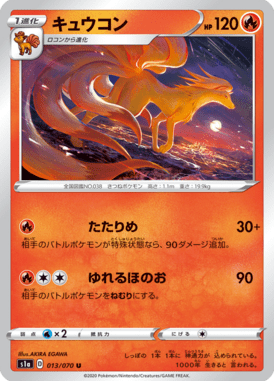 1進化
キュウコン
HP120
ロコンから進化
全国図鑑NO.038 きつねポケモン 高さ:1.1m 重さ:19.9kg
たたりめ 30+
相手のバトルポケモンが特殊状態なら、90ダメージ追加。
ゆれるほのお 90
相手のバトルポケモンをねむりにする。
弱点 ×2 抵抗力 にげる
Illus. AKIRA EGAWA
s1a 013/070 U
しっぽの 1本 1本に 神通力が 込められている。
1000年 生きると 言われる。
©2020 Pokémon/Nintendo/Creatures/GAME FREAK.